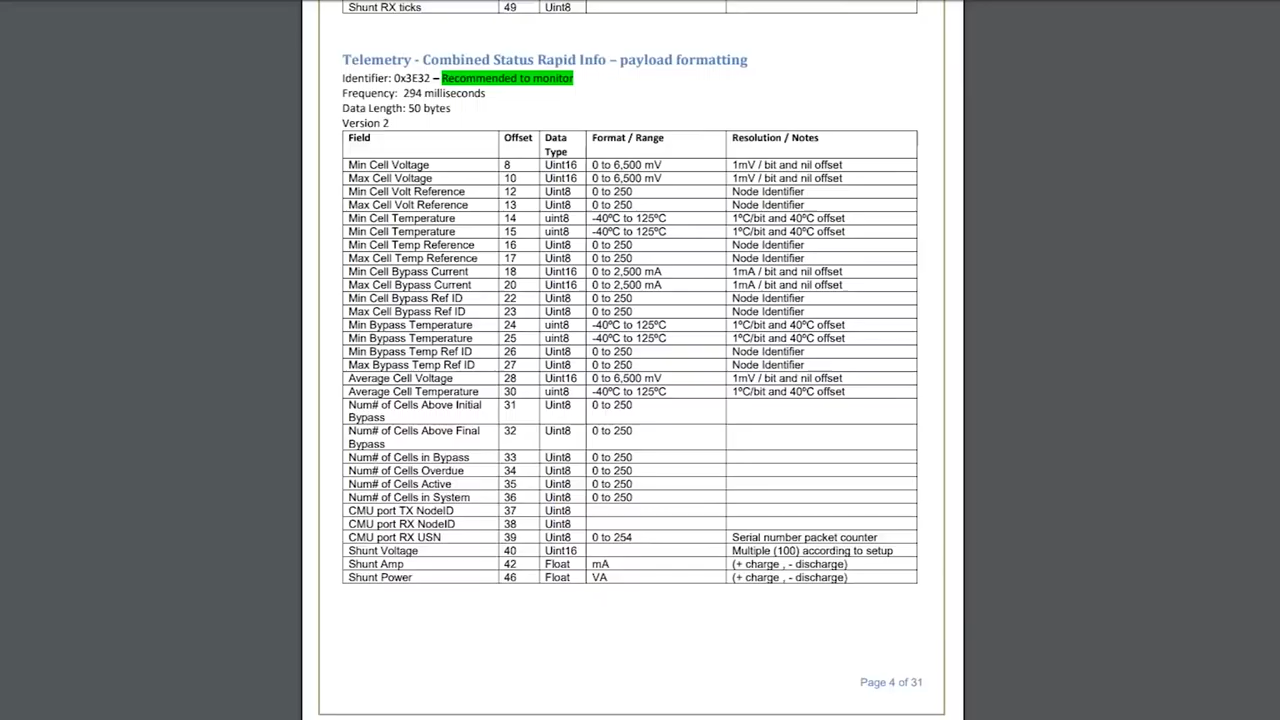 Shunt RX ticks 49 Uint8
Telemetry - Combined Status Rapid Info – payload formatting
Identifier: 0x3E32 – Recommended to monitor
Frequency: 294 milliseconds
Data Length: 50 bytes
Version 2
Field Offset Data Type Format / Range Resolution / Notes
Min Cell Voltage 8 Uint16 0 to 6,500 mV 1mV / bit and nil offset
Max Cell Voltage 10 Uint16 0 to 6,500 mV 1mV / bit and nil offset
Min Cell Volt Reference 12 Uint8 0 to 250 Node Identifier
Max Cell Volt Reference 13 Uint8 0 to 250 Node Identifier
Min Cell Temperature 14 uint8 -40ºC to 125ºC 1ºC/bit and 40ºC offset
Min Cell Temperature 15 uint8 -40ºC to 125ºC 1ºC/bit and 40ºC offset
Min Cell Temp Reference 16 Uint8 0 to 250 Node Identifier
Max Cell Temp Reference 17 Uint8 0 to 250 Node Identifier
Min Cell Bypass Current 18 Uint16 0 to 2,500 mA 1mA / bit and nil offset
Max Cell Bypass Current 20 Uint16 0 to 2,500 mA 1mA / bit and nil offset
Min Cell Bypass Ref ID 22 Uint8 0 to 250 Node Identifier
Max Cell Bypass Ref ID 23 Uint8 0 to 250 Node Identifier
Min Bypass Temperature 24 uint8 -40ºC to 125ºC 1ºC/bit and 40ºC offset
Min Bypass Temperature 25 uint8 -40ºC to 125ºC 1ºC/bit and 40ºC offset
Min Bypass Temp Ref ID 26 Uint8 0 to 250 Node Identifier
Max Bypass Temp Ref ID 27 Uint8 0 to 250 Node Identifier
Average Cell Voltage 28 Uint16 0 to 6,500 mV 1mV / bit and nil offset
Average Cell Temperature 30 uint8 -40ºC to 125ºC 1ºC/bit and 40ºC offset
Num# of Cells Above Initial Bypass 31 Uint8 0 to 250
Num# of Cells Above Final Bypass 32 Uint8 0 to 250
Num# of Cells in Bypass 33 Uint8 0 to 250
Num# of Cells Overdue 34 Uint8 0 to 250
Num# of Cells Active 35 Uint8 0 to 250
Num# of Cells in System 36 Uint8 0 to 250
CMU port TX NodeID 37 Uint8
CMU port RX NodeID 38 Uint8
CMU port RX USN 39 Uint8 0 to 254 Serial number packet counter
Shunt Voltage 40 Uint16 Multiple (100) according to setup
Shunt Amp 42 Float mA (+ charge , - discharge)
Shunt Power 46 Float VA (+ charge , - discharge)
Page 4 of 31